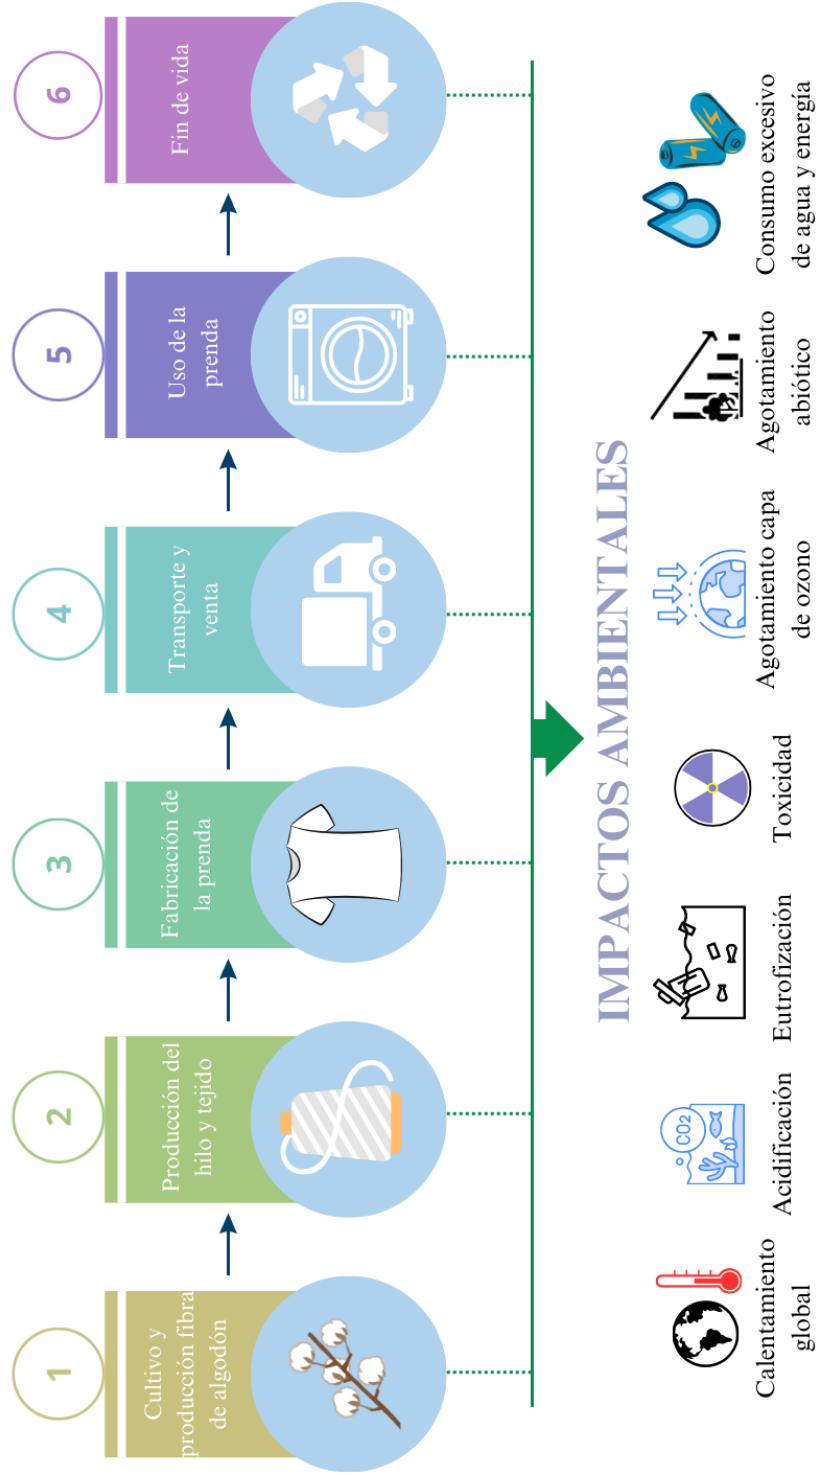 1
Cultivo y
producción fibra
de algodón
2
Producción del
hilo y tejido
3
Fabricación de
la prenda
4
Transporte y
venta
5
Uso de la
prenda
6
Fin de vida
IMPACTOS AMBIENTALES
Calentamiento
global
CO2
Acidificación
Eutrofización
Toxicidad
Agotamiento capa
de ozono
Agotamiento
abiótico
Consumo excesivo
de agua y energía